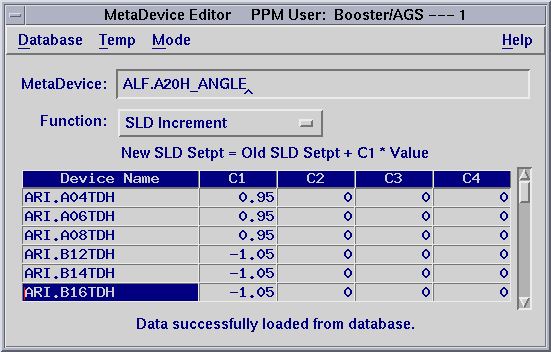 MetaDevice Editor PPM User: Booster/AGS --- 1
Database Temp Mode Help
MetaDevice: ALF.A20H_ANGLE
Function: SLD Increment
New SLD Setpt = Old SLD Setpt + C1 * Value
Device Name C1 C2 C3 C4
ARI.A04TDH 0.95 0 0 0
ARI.A06TDH 0.95 0 0 0
ARI.A08TDH 0.95 0 0 0
ARI.B12TDH -1.05 0 0 0
ARI.B14TDH -1.05 0 0 0
ARI.B16TDH -1.05 0 0 0
Data successfully loaded from database.